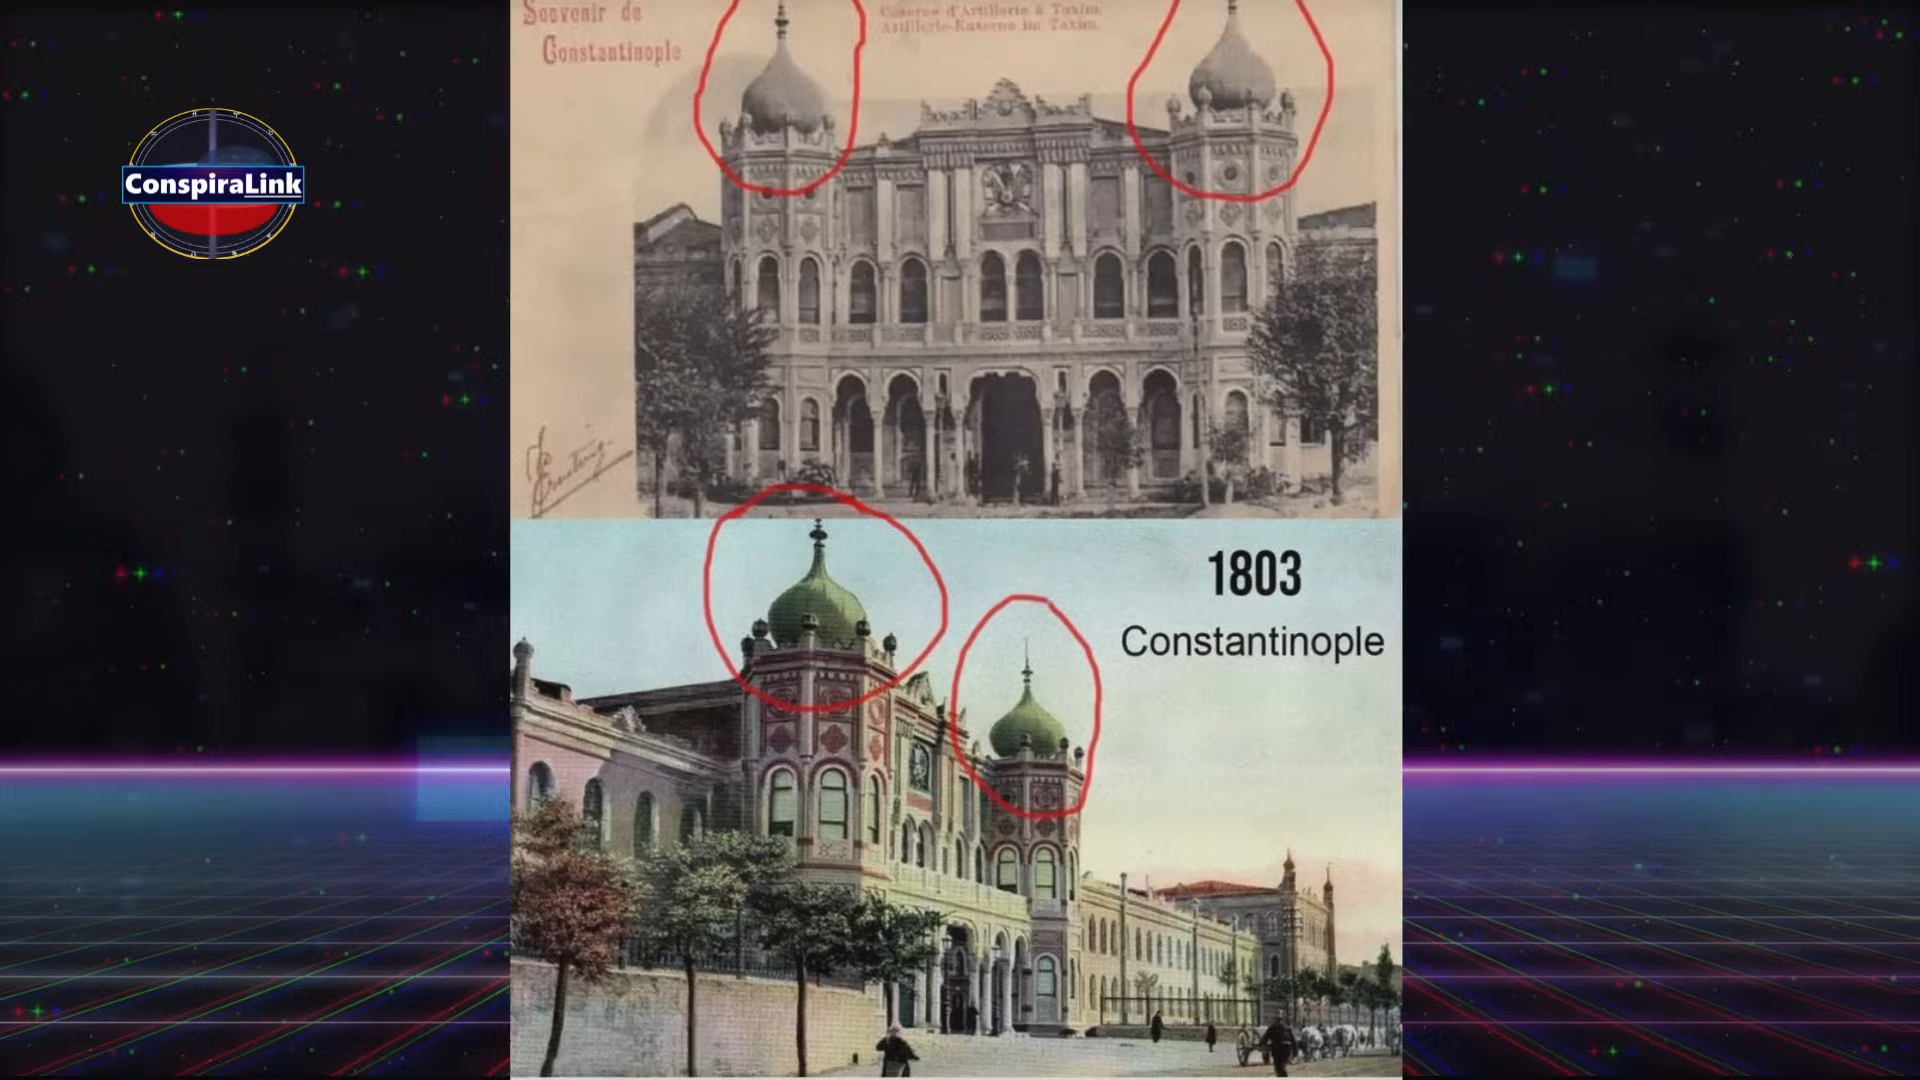 Souvenir de
Constantinople
Caserne d'Artillerie à Taxim.
Artillerie-Kaserne im Taxim.
ConspiraLink
1803
Constantinople